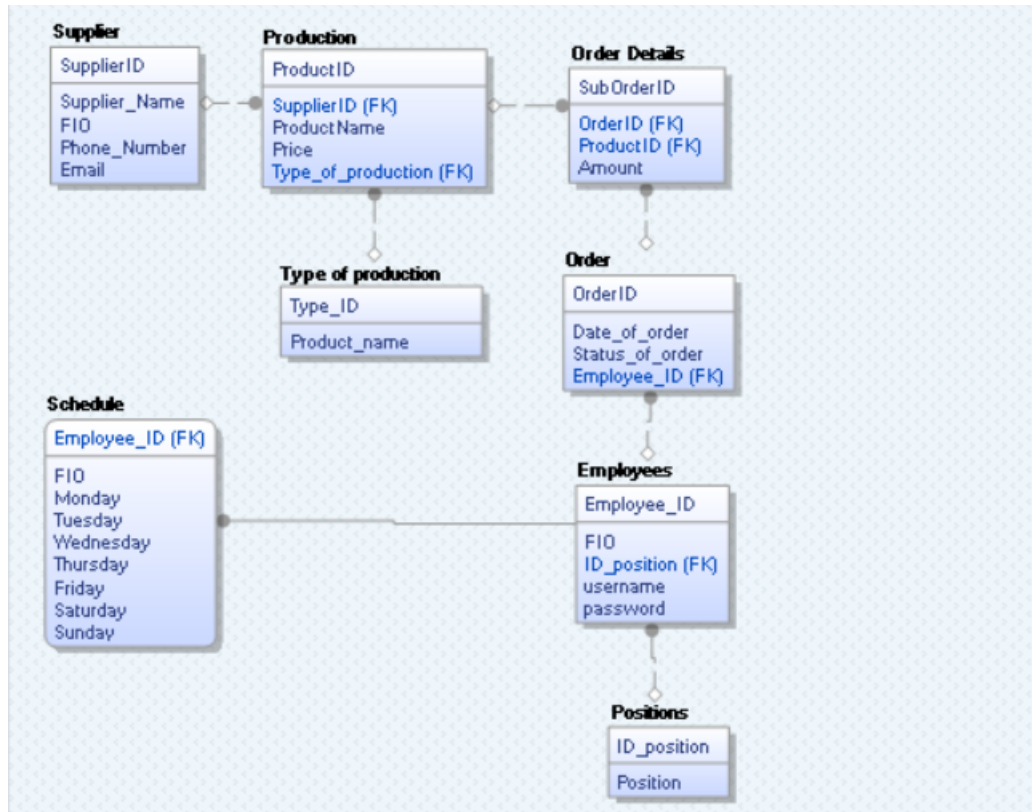 Supplier
SupplierID
Supplier_Name
FIO
Phone_Number
Email
Production
ProductID
SupplierID (FK)
ProductName
Price
Type_of_production (FK)
Order Details
SubOrderID
OrderID (FK)
ProductID (FK)
Amount
Type of production
Type_ID
Product_name
Order
OrderID
Date_of_order
Status_of_order
Employee_ID (FK)
Schedule
Employee_ID (FK)
FIO
Monday
Tuesday
Wednesday
Thursday
Friday
Saturday
Sunday
Employees
Employee_ID
FIO
ID_position (FK)
username
password
Positions
ID_position
Position